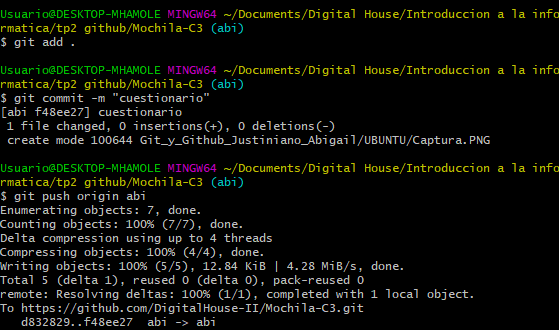 Usuario@DESKTOP-MHAMOLE MINGW64 ~/Documents/Digital House/Introduccion a la info
rmatica/tp2 github/Mochila-C3 (abi)
$ git add .
Usuario@DESKTOP-MHAMOLE MINGW64 ~/Documents/Digital House/Introduccion a la info
rmatica/tp2 github/Mochila-C3 (abi)
$ git commit -m "cuestionario"
[abi f48ee27] cuestionario
1 file changed, 0 insertions(+), 0 deletions(-)
create mode 100644 Git_y_Github_Justiniano_Abigail/UBUNTU/Captura.PNG
Usuario@DESKTOP-MHAMOLE MINGW64 ~/Documents/Digital House/Introduccion a la info
rmatica/tp2 github/Mochila-C3 (abi)
$ git push origin abi
Enumerating objects: 7, done.
Counting objects: 100% (7/7), done.
Delta compression using up to 4 threads
Compressing objects: 100% (4/4), done.
Writing objects: 100% (5/5), 12.84 KiB | 4.28 MiB/s, done.
Total 5 (delta 1), reused 0 (delta 0), pack-reused 0
remote: Resolving deltas: 100% (1/1), completed with 1 local object.
To https://github.com/DigitalHouse-II/Mochila-C3.git
d832829..f48ee27 abi -> abi